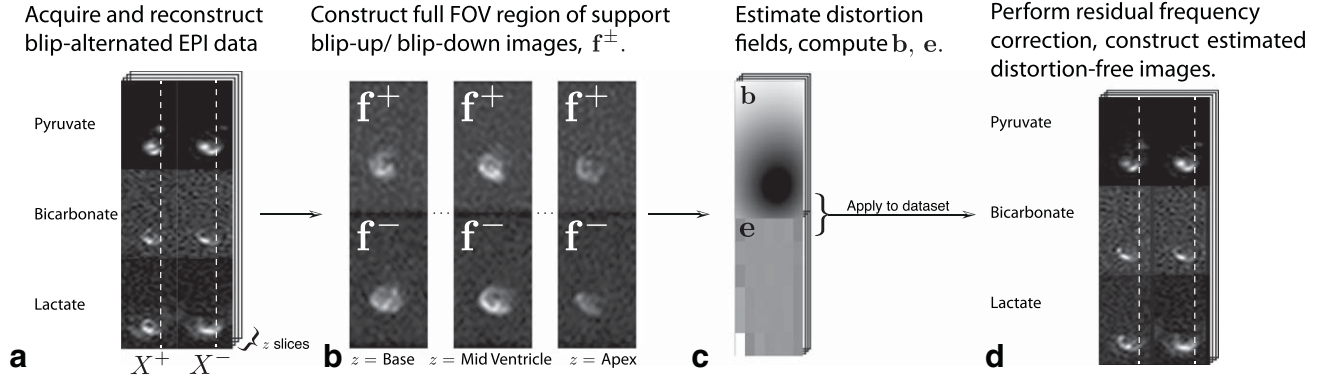 Acquire and reconstruct
blip-alternated EPI data
Pyruvate
Bicarbonate
Lactate
X⁺ X⁻
} z slices
a
Construct full FOV region of support
blip-up/ blip-down images, f±.
f⁺ f⁺ f⁺
... ...
f⁻ f⁻ f⁻
z = Base z = Mid Ventricle z = Apex
b
Estimate distortion
fields, compute b, e.
b
e
} Apply to dataset
c
Perform residual frequency
correction, construct estimated
distortion-free images.
Pyruvate
Bicarbonate
Lactate
d